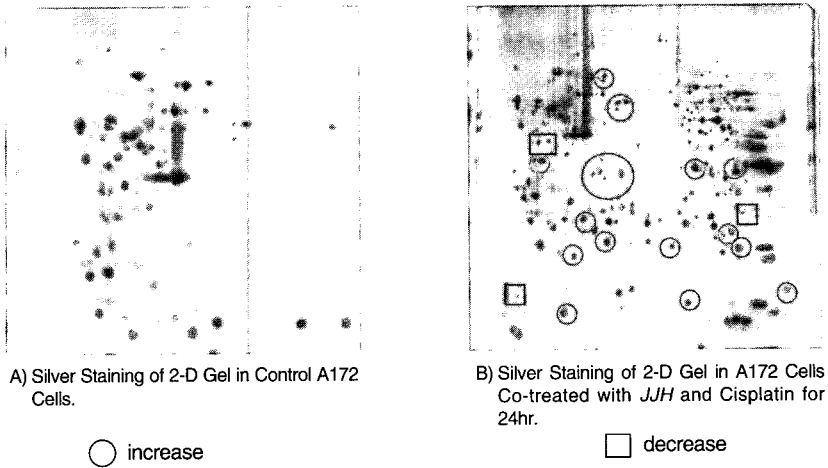 A) Silver Staining of 2-D Gel in Control A172
Cells.
B) Silver Staining of 2-D Gel in A172 Cells
Co-treated with JJH and Cisplatin for
24hr.
increase
decrease